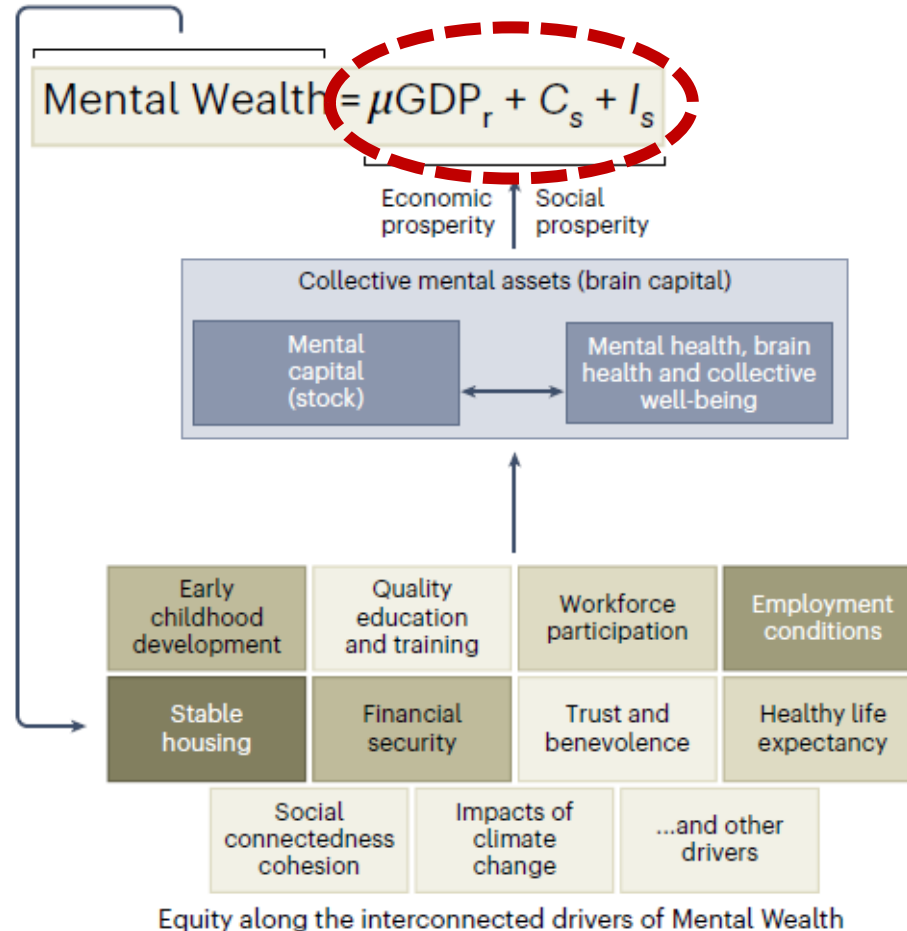 Mental Wealth = μGDPr + Cs + Is
Economic prosperity
Social prosperity
Collective mental assets (brain capital)
Mental
capital
(stock)
Mental health, brain
health and collective
well-being
Early
childhood
development
Quality
education
and training
Workforce
participation
Employment
conditions
Stable
housing
Financial
security
Trust and
benevolence
Healthy life
expectancy
Social
connectedness
cohesion
Impacts of
climate
change
...and other
drivers
Equity along the interconnected drivers of Mental Wealth